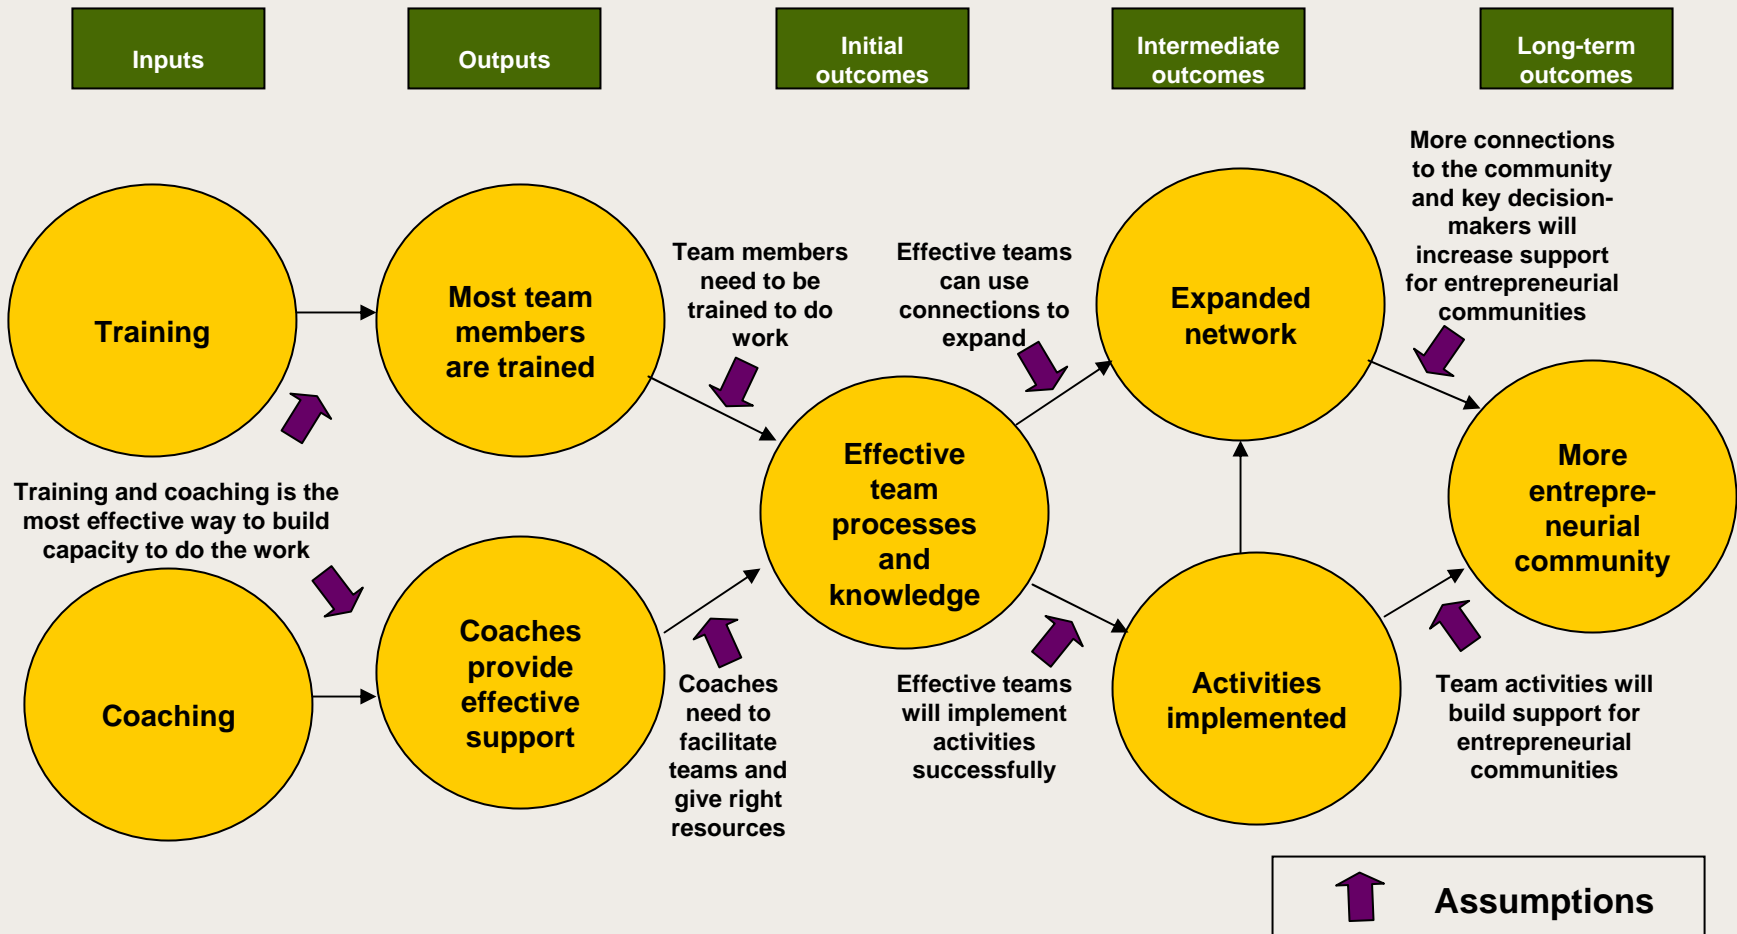 Inputs
Outputs
Initial
outcomes
Intermediate
outcomes
Long-term
outcomes
Training
Most team
members
are trained
Team members
need to be
trained to do
work
Effective teams
can use
connections to
expand
Expanded
network
More connections
to the community
and key decision-
makers will
increase support
for entrepreneurial
communities
Training and coaching is the
most effective way to build
capacity to do the work
Effective
team
processes
and
knowledge
More
entrepre-
neurial
community
Coaching
Coaches
provide
effective
support
Coaches
need to
facilitate
teams and
give right
resources
Effective teams
will implement
activities
successfully
Activities
implemented
Team activities will
build support for
entrepreneurial
communities
Assumptions